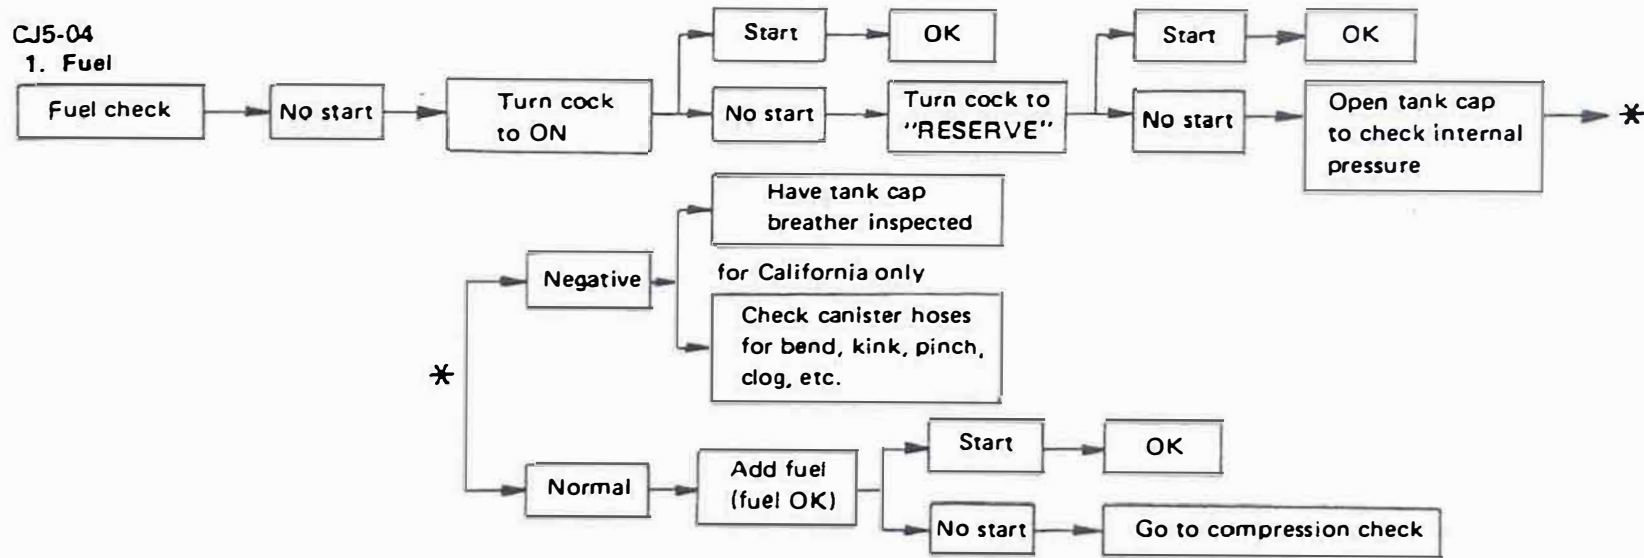 CJ5-04
1. Fuel
Fuel check
No start
Turn cock
to ON
Start
OK
No start
Turn cock to
"RESERVE"
Start
OK
No start
Open tank cap
to check internal
pressure
*
*
Negative
Have tank cap
breather inspected
for California only
Check canister hoses
for bend, kink, pinch,
clog, etc.
Normal
Add fuel
(fuel OK)
Start
OK
No start
Go to compression check